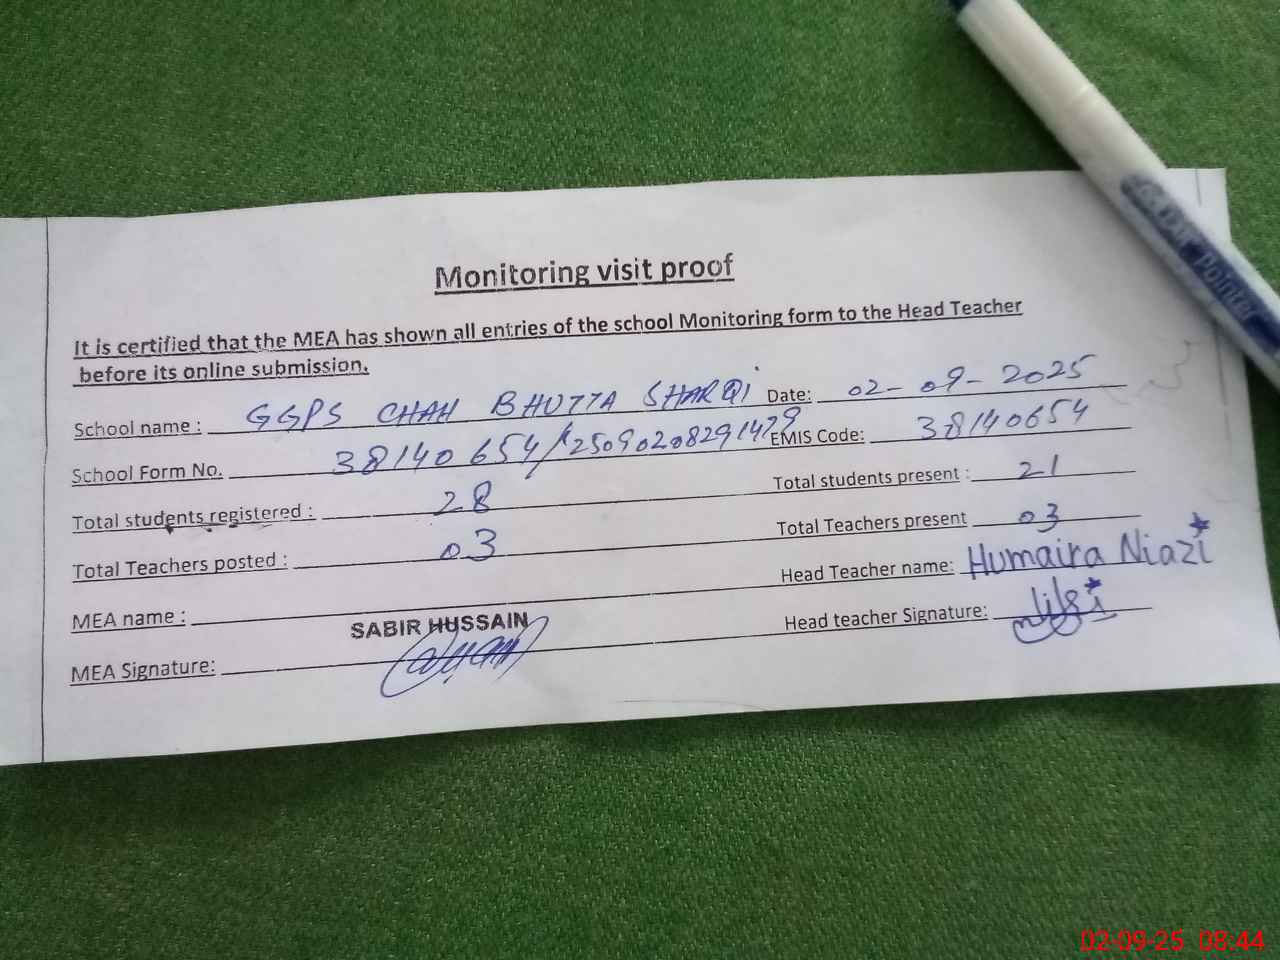 Monitoring visit proof
It is certified that the MEA has shown all entries of the school Monitoring form to the Head Teacher
before its online submission.
School name : GGPS CHAH BHUTTA SHARQI Date: 02-09-2025
School Form No. 38140654/125090208291479 EMIS Code: 38140654
Total students registered : 28 Total students present : 21
Total Teachers posted : 03 Total Teachers present 03
MEA name : SABIR HUSSAIN Head Teacher name: Humaira Niazi
MEA Signature: Head teacher Signature:
Pointer
02-09-25 08:44